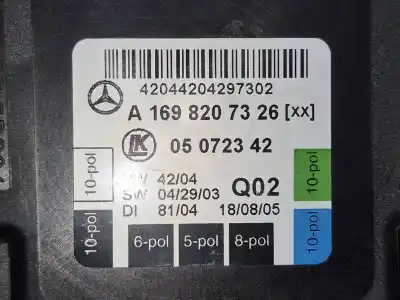 42044204297302
A 169 820 73 26 [xx]
LK
05 0723 42
10-pol
HW 42/04
10-pol
SW 04/29/03
Q02
DI 81/04
18/08/05
10-pol
10-pol
6-pol
5-pol
8-pol